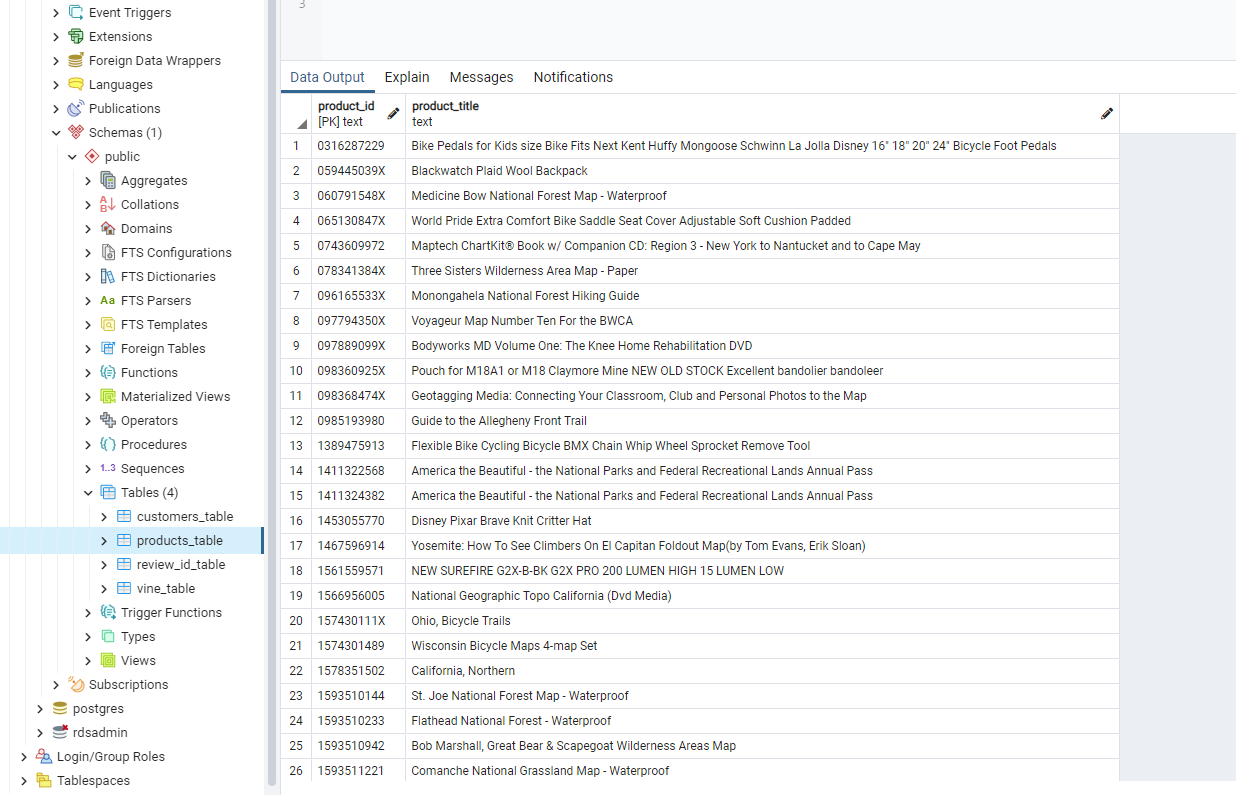 Event Triggers
Extensions
Foreign Data Wrappers
Languages
Publications
Schemas (1)
public
Aggregates
Collations
Domains
FTS Configurations
FTS Dictionaries
Aa FTS Parsers
FTS Templates
Foreign Tables
Functions
Materialized Views
Operators
Procedures
1..3 Sequences
Tables (4)
customers_table
products_table
review_id_table
vine_table
Trigger Functions
Types
Views
Subscriptions
postgres
rdsadmin
Login/Group Roles
Tablespaces
3
Data Output Explain Messages Notifications
product_id product_title
[PK] text text
1 0316287229 Bike Pedals for Kids size Bike Fits Next Kent Huffy Mongoose Schwinn La Jolla Disney 16" 18" 20" 24" Bicycle Foot Pedals
2 059445039X Blackwatch Plaid Wool Backpack
3 060791548X Medicine Bow National Forest Map - Waterproof
4 065130847X World Pride Extra Comfort Bike Saddle Seat Cover Adjustable Soft Cushion Padded
5 0743609972 Maptech ChartKit® Book w/ Companion CD: Region 3 - New York to Nantucket and to Cape May
6 078341384X Three Sisters Wilderness Area Map - Paper
7 096165533X Monongahela National Forest Hiking Guide
8 097794350X Voyageur Map Number Ten For the BWCA
9 097889099X Bodyworks MD Volume One: The Knee Home Rehabilitation DVD
10 098360925X Pouch for M18A1 or M18 Claymore Mine NEW OLD STOCK Excellent bandolier bandoleer
11 098368474X Geotagging Media: Connecting Your Classroom, Club and Personal Photos to the Map
12 0985193980 Guide to the Allegheny Front Trail
13 1389475913 Flexible Bike Cycling Bicycle BMX Chain Whip Wheel Sprocket Remove Tool
14 1411322568 America the Beautiful - the National Parks and Federal Recreational Lands Annual Pass
15 1411324382 America the Beautiful - the National Parks and Federal Recreational Lands Annual Pass
16 1453055770 Disney Pixar Brave Knit Critter Hat
17 1467596914 Yosemite: How To See Climbers On El Capitan Foldout Map(by Tom Evans, Erik Sloan)
18 1561559571 NEW SUREFIRE G2X-B-BK G2X PRO 200 LUMEN HIGH 15 LUMEN LOW
19 1566956005 National Geographic Topo California (Dvd Media)
20 157430111X Ohio, Bicycle Trails
21 1574301489 Wisconsin Bicycle Maps 4-map Set
22 1578351502 California, Northern
23 1593510144 St. Joe National Forest Map - Waterproof
24 1593510233 Flathead National Forest - Waterproof
25 1593510942 Bob Marshall, Great Bear & Scapegoat Wilderness Areas Map
26 1593511221 Comanche National Grassland Map - Waterproof